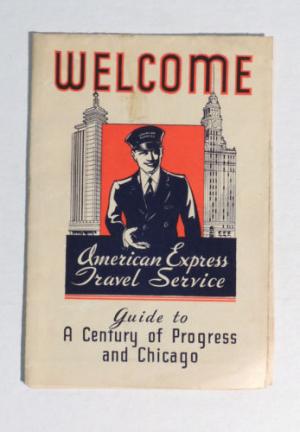 WELCOME
American Express
Travel Service
Guide to
A Century of Progress
and Chicago